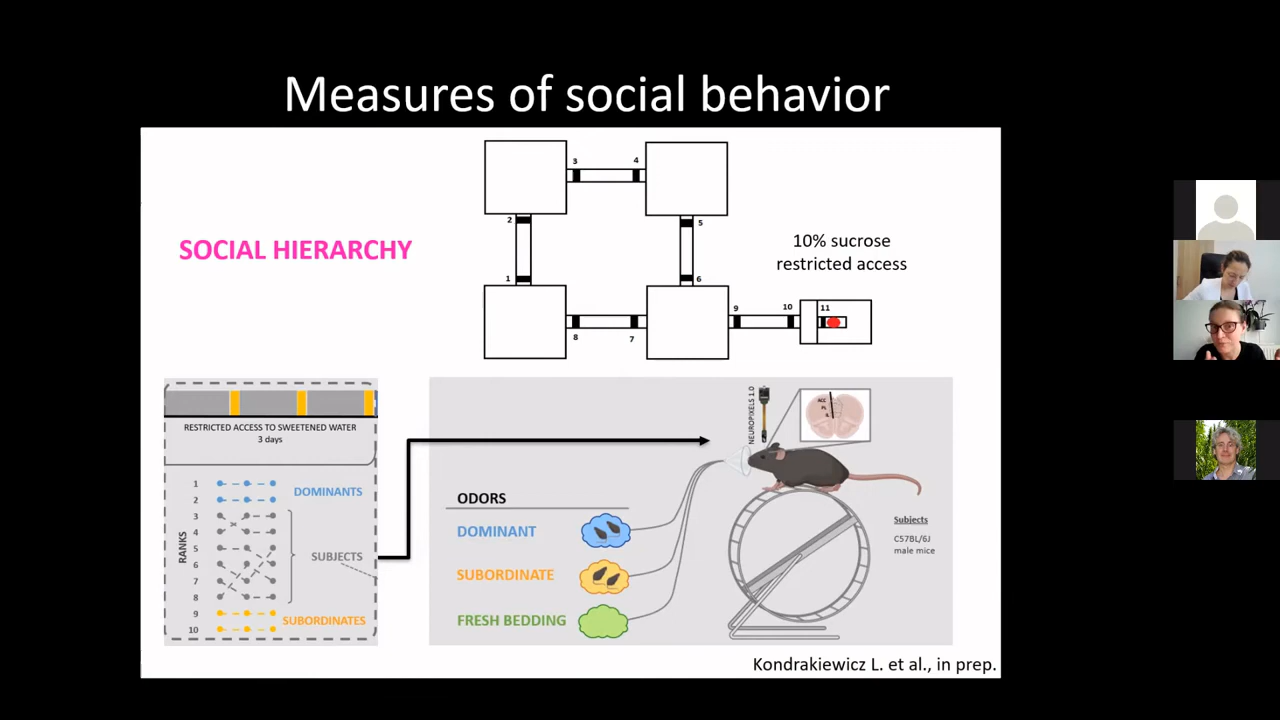 Measures of social behavior
SOCIAL HIERARCHY
3
4
2
5
1
6
8
7
9
10
11
10% sucrose
restricted access
RESTRICTED ACCESS TO SWEETENED WATER
3 days
RANKS
1
2
3
4
5
6
7
8
9
10
DOMINANTS
SUBJECTS
SUBORDINATES
ODORS
DOMINANT
SUBORDINATE
FRESH BEDDING
NEUROPIXELS 1.0
ACC
PL
IL
Subjects
C57BL/6J
male mice
Kondrakiewicz L. et al., in prep.